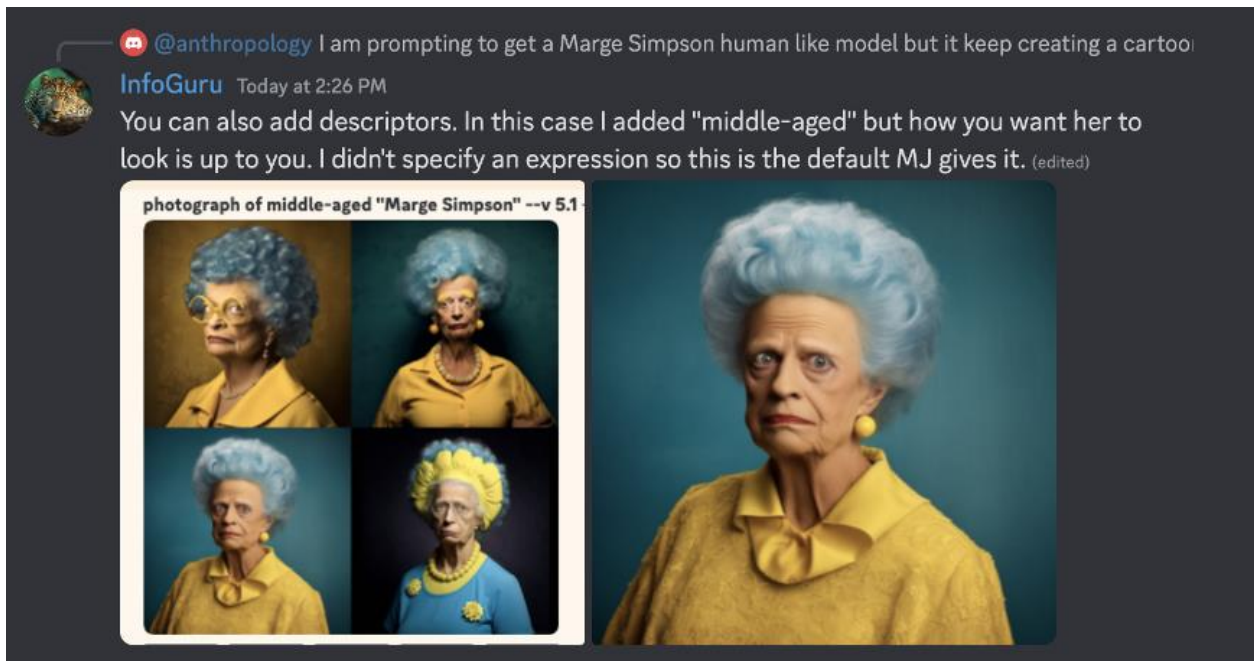 @anthropology I am prompting to get a Marge Simpson human like model but it keep creating a
InfoGuru Today at 2:26 PM
You can also add descriptors. In this case I added "middle-aged" but how you want her to
look is up to you. I didn't specify an expression so this is the default MJ gives it. (edited)
photograph of middle-aged "Marge Simpson" --v 5.1